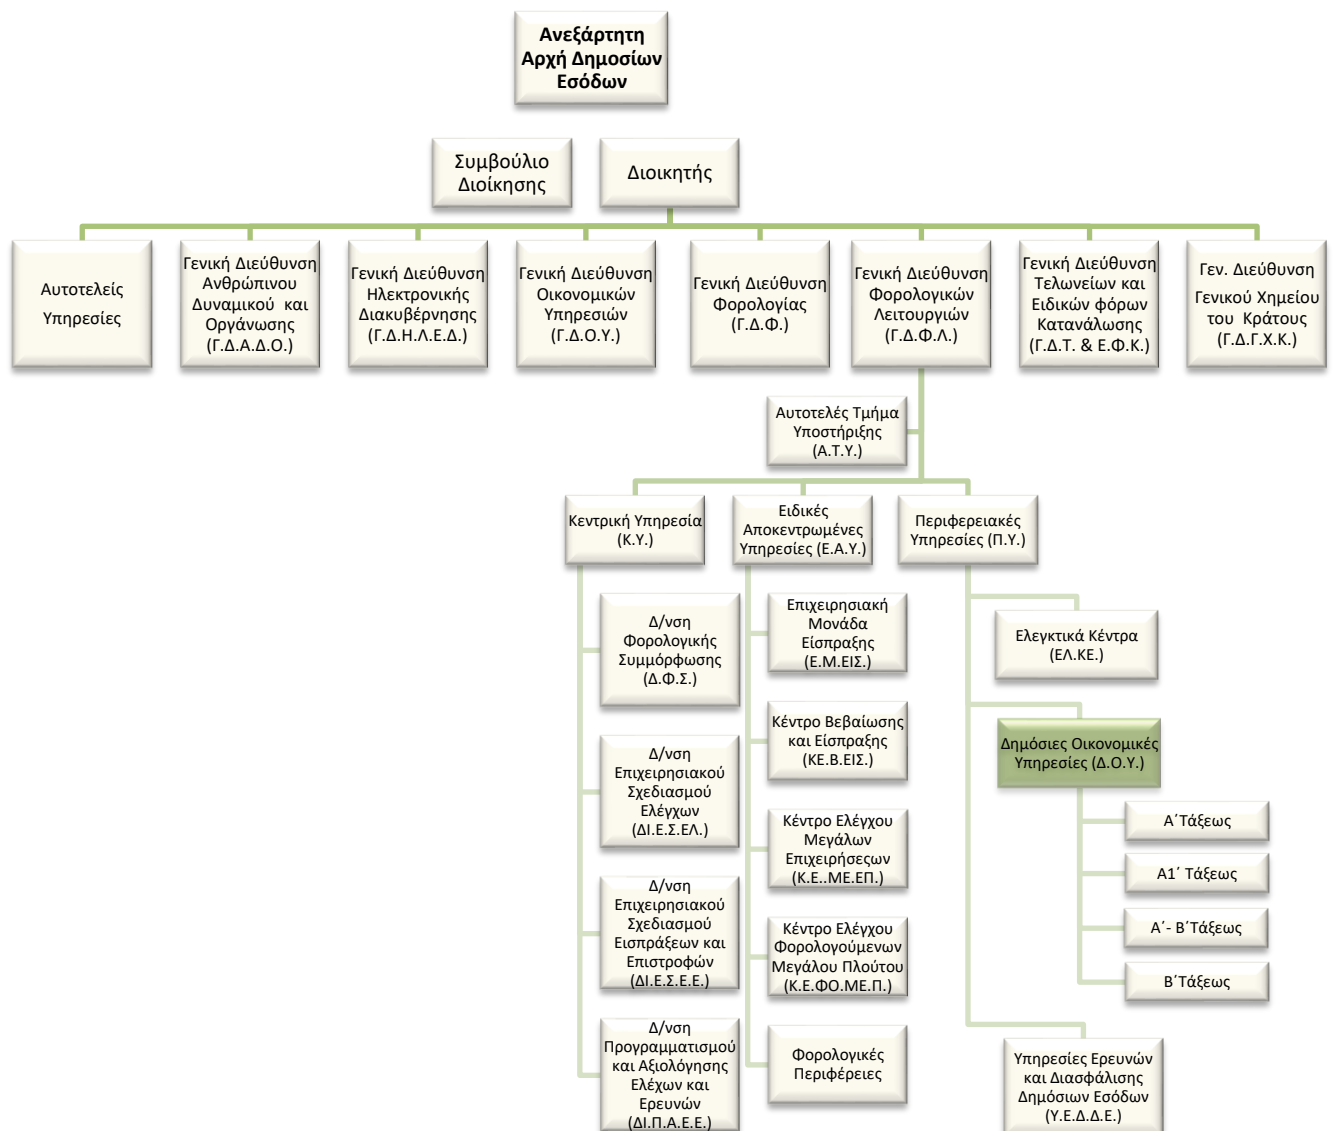 Ανεξάρτητη
Αρχή Δημοσίων
Εσόδων
Συμβούλιο
Διοίκησης
Διοικητής
Αυτοτελείς
Υπηρεσίες
Γενική Διεύθυνση
Ανθρώπινου
Δυναμικού και
Οργάνωσης
(Γ.Δ.Α.Δ.Ο.)
Γενική Διεύθυνση
Ηλεκτρονικής
Διακυβέρνησης
(Γ.Δ.Η.Λ.Ε.Δ.)
Γενική Διεύθυνση
Οικονομικών
Υπηρεσιών
(Γ.Δ.Ο.Υ.)
Γενική Διεύθυνση
Φορολογίας
(Γ.Δ.Φ.)
Γενική Διεύθυνση
Φορολογικών
Λειτουργιών
(Γ.Δ.Φ.Λ.)
Γενική Διεύθυνση
Τελωνείων και
Ειδικών φόρων
Κατανάλωσης
(Γ.Δ.Τ. & Ε.Φ.Κ.)
Γεν. Διεύθυνση
Γενικού Χημείου
του Κράτους
(Γ.Δ.Γ.Χ.Κ.)
Αυτοτελές Τμήμα
Υποστήριξης
(Α.Τ.Υ.)
Κεντρική Υπηρεσία
(Κ.Υ.)
Δ/νση
Φορολογικής
Συμμόρφωσης
(Δ.Φ.Σ.)
Δ/νση
Επιχειρησιακού
Σχεδιασμού
Ελέγχων
(ΔΙ.Ε.Σ.ΕΛ.)
Δ/νση
Επιχειρησιακού
Σχεδιασμού
Εισπράξεων και
Επιστροφών
(ΔΙ.Ε.Σ.Ε.Ε.)
Δ/νση
Προγραμματισμού
και Αξιολόγησης
Ελέχων και
Ερευνών
(ΔΙ.Π.Α.Ε.Ε.)
Ειδικές
Αποκεντρωμένες
Υπηρεσίες (Ε.Α.Υ.)
Επιχειρησιακή
Μονάδα
Είσπραξης
(Ε.Μ.ΕΙΣ.)
Κέντρο Βεβαίωσης
και Είσπραξης
(ΚΕ.Β.ΕΙΣ.)
Κέντρο Ελέγχου
Μεγάλων
Επιχειρήσεςων
(Κ.Ε..ΜΕ.ΕΠ.)
Κέντρο Ελέγχου
Φορολογούμενων
Μεγάλου Πλούτου
(Κ.Ε.ΦΟ.ΜΕ.Π.)
Φορολογικές
Περιφέρειες
Περιφερειακές
Υπηρεσίες (Π.Υ.)
Ελεγκτικά Κέντρα
(ΕΛ.ΚΕ.)
Δημόσιες Οικονομικές
Υπηρεσίες (Δ.Ο.Υ.)
Α΄Τάξεως
Α1΄ Τάξεως
Α΄- Β΄Τάξεως
Β΄Τάξεως
Υπηρεσίες Ερευνών
και Διασφάλισης
Δημόσιων Εσόδων
(Υ.Ε.Δ.Δ.Ε.)